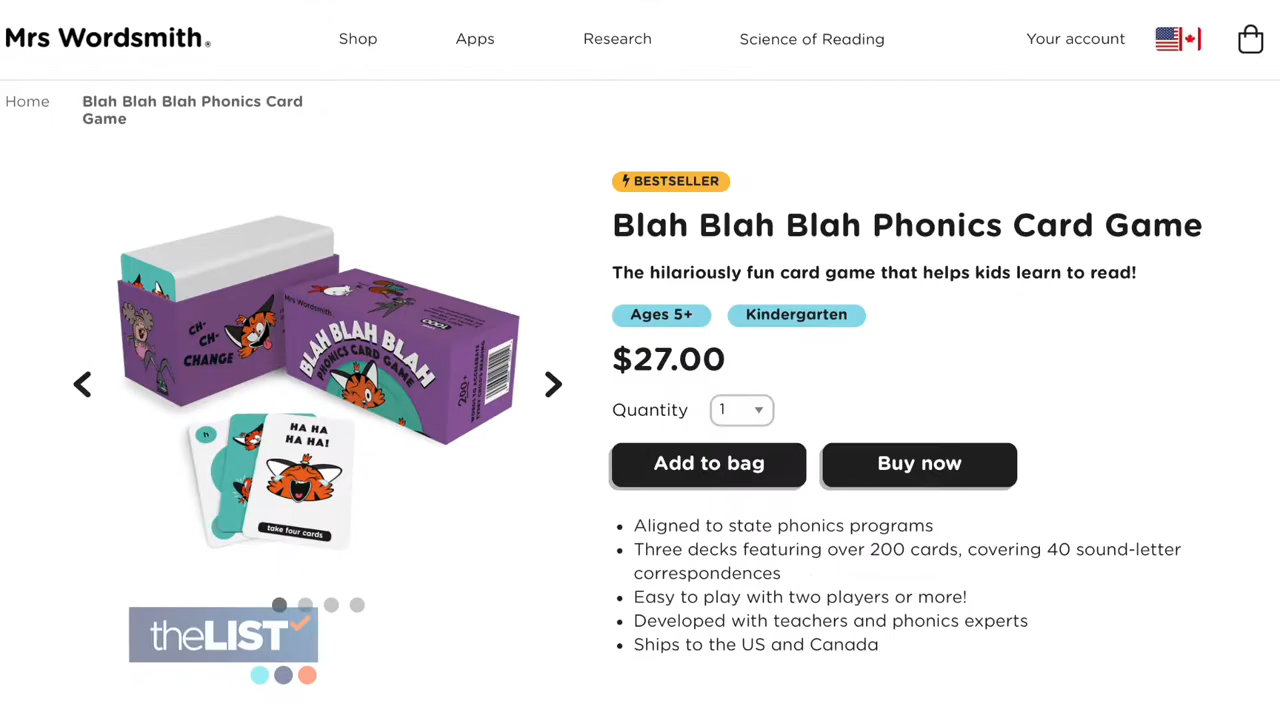 Mrs Wordsmith.
Shop
Apps
Research
Science of Reading
Your account
Home
Blah Blah Blah Phonics Card
Game
CH-
CH-
CHANGE
Mrs Wordsmith
BLAH BLAH BLAH
PHONICS CARD GAME
200+
h
HA HA
HA HA!
take four cards
theLIST
BESTSELLER
Blah Blah Blah Phonics Card Game
The hilariously fun card game that helps kids learn to read!
Ages 5+
Kindergarten
$27.00
Quantity
1
Add to bag
Buy now
• Aligned to state phonics programs
• Three decks featuring over 200 cards, covering 40 sound-letter
correspondences
• Easy to play with two players or more!
• Developed with teachers and phonics experts
• Ships to the US and Canada